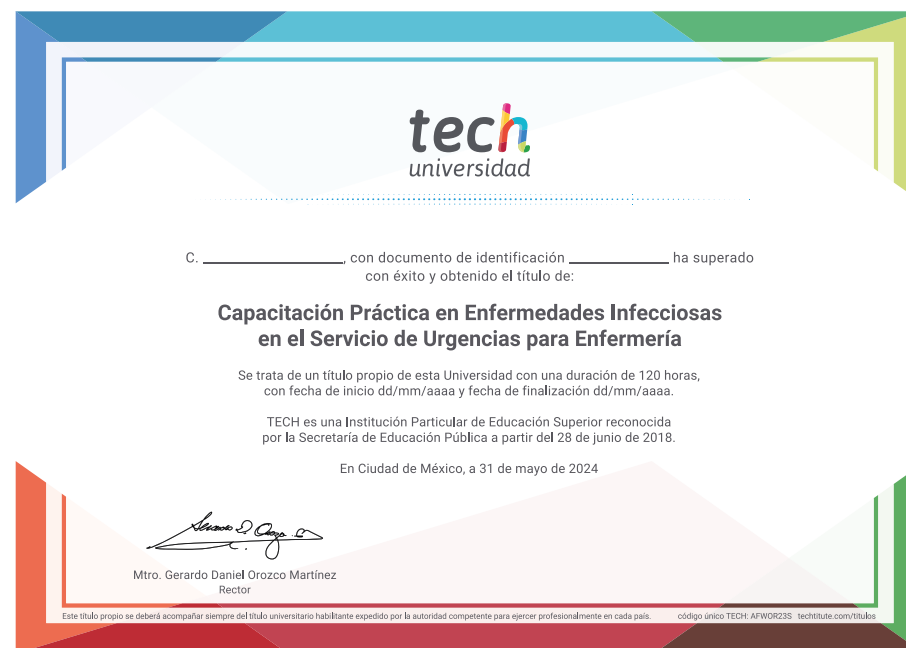 tech
universidad
C. ____________________, con documento de identificación ______________ ha superado
con éxito y obtenido el título de:
Capacitación Práctica en Enfermedades Infecciosas
en el Servicio de Urgencias para Enfermería
Se trata de un título propio de esta Universidad con una duración de 120 horas,
con fecha de inicio dd/mm/aaaa y fecha de finalización dd/mm/aaaa.
TECH es una Institución Particular de Educación Superior reconocida
por la Secretaría de Educación Pública a partir del 28 de junio de 2018.
En Ciudad de México, a 31 de mayo de 2024
Mtro. Gerardo Daniel Orozco Martínez
Rector
Este título propio se deberá acompañar siempre del título universitario habilitante expedido por la autoridad competente para ejercer profesionalmente en cada país. código único TECH: AFWOR23S techtitute.com/titulos